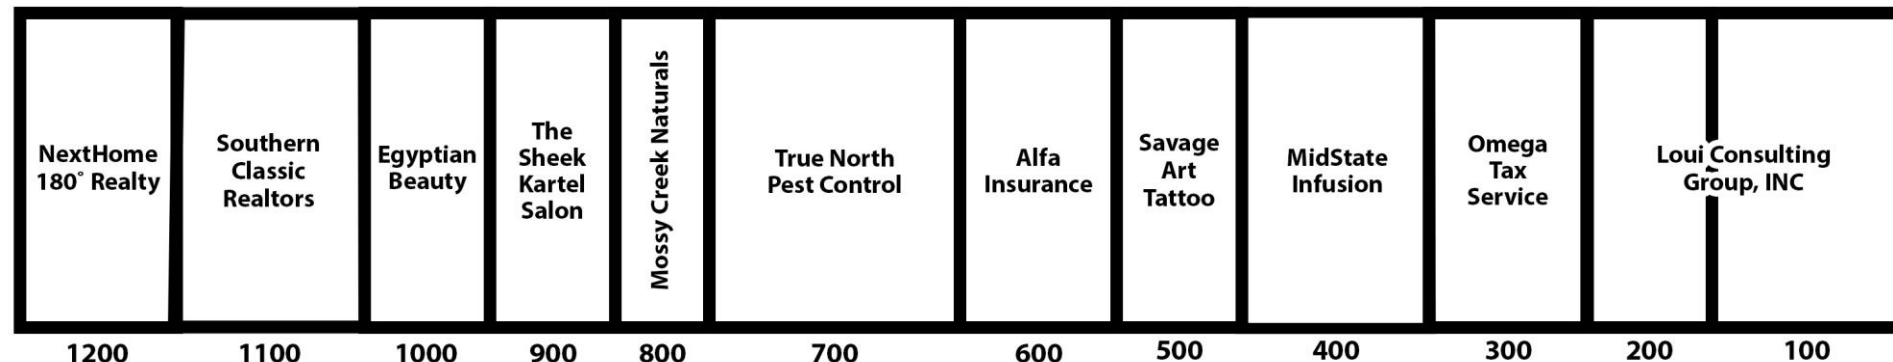 NextHome
180° Realty
Southern
Classic
Realtors
Egyptian
Beauty
The
Sheek
Kartel
Salon
Mossy Creek Naturals
True North
Pest Control
Alfa
Insurance
Savage
Art
Tattoo
MidState
Infusion
Omega
Tax
Service
Loui Consulting
Group, INC
1200 1100 1000 900 800 700 600 500 400 300 200 100